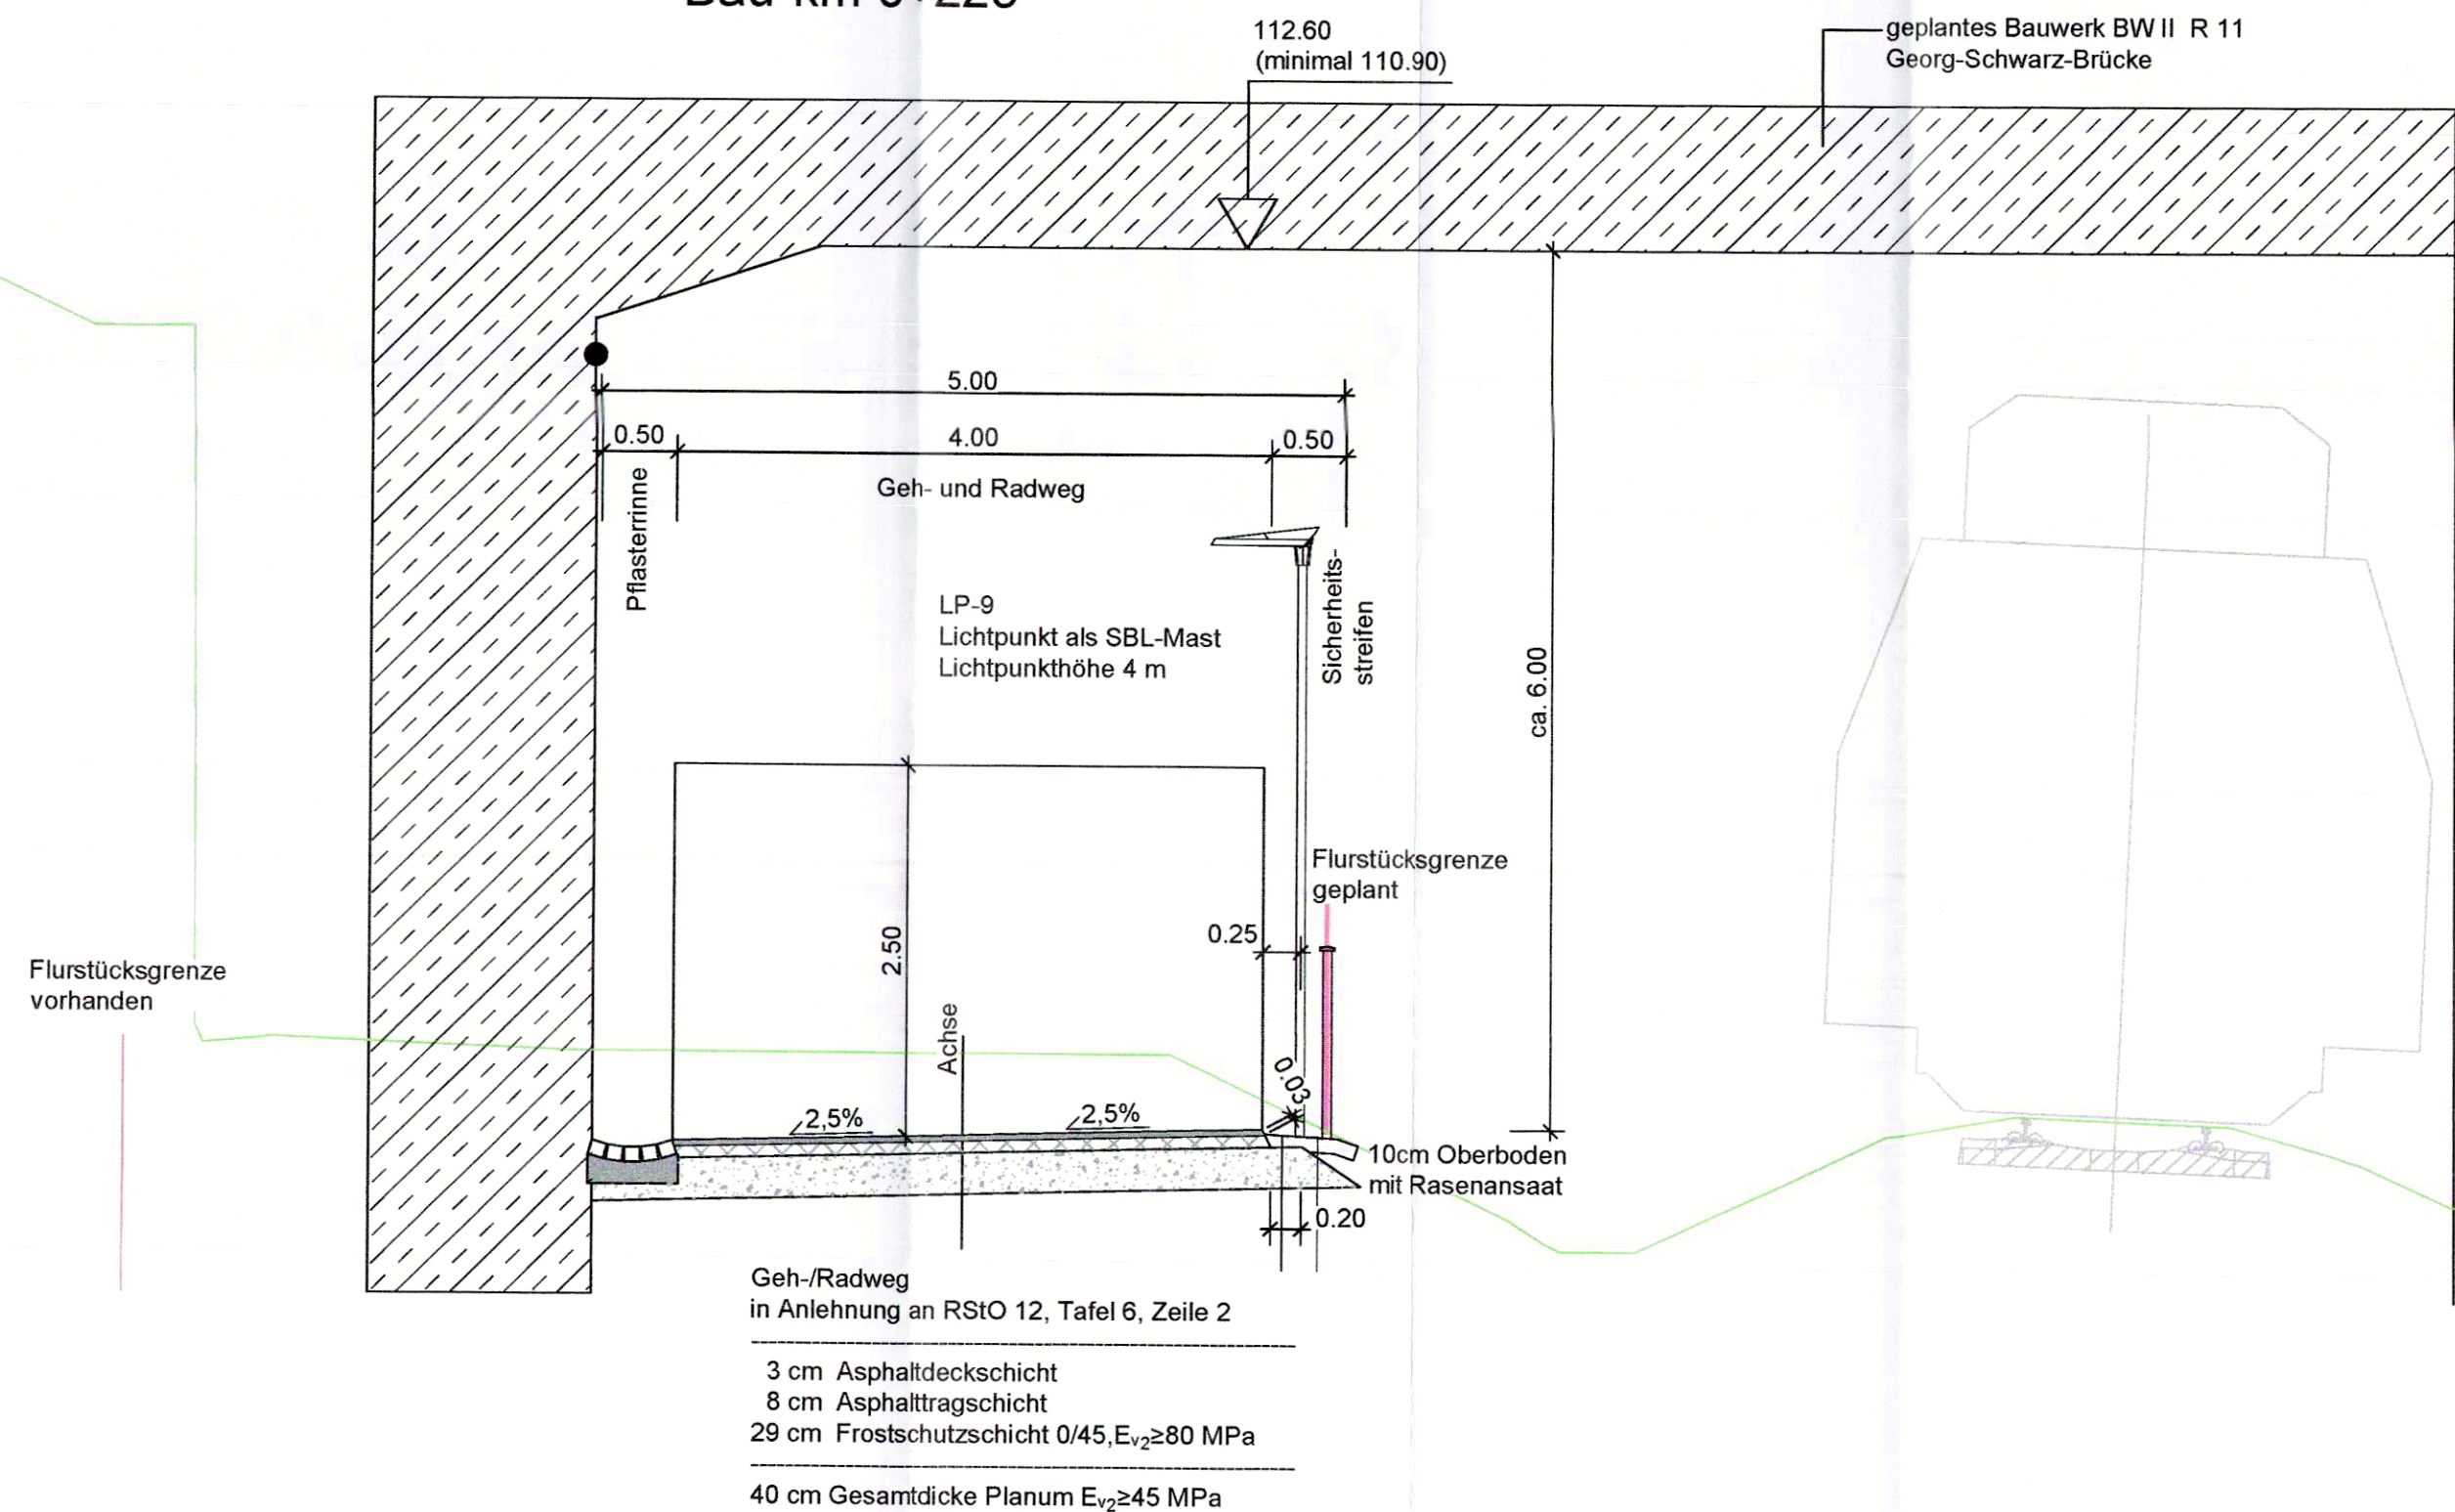 112.60
(minimal 110.90)
geplantes Bauwerk BW II R 11
Georg-Schwarz-Brücke
5.00
0.50
4.00
0.50
Geh- und Radweg
Pflasterrinne
Sicherheits-
streifen
LP-9
Lichtpunkt als SBL-Mast
Lichtpunkthöhe 4 m
ca. 6.00
Flurstücksgrenze
geplant
0.25
2.50
Flurstücksgrenze
vorhanden
Achse
0.03
2,5%
2,5%
10cm Oberboden
mit Rasenansaat
0.20
Geh-/Radweg
in Anlehnung an RStO 12, Tafel 6, Zeile 2
3 cm Asphaltdeckschicht
8 cm Asphalttragschicht
29 cm Frostschutzschicht 0/45,Ev2≥80 MPa
40 cm Gesamtdicke Planum Ev2≥45 MPa